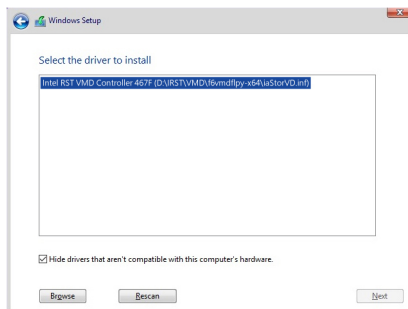 Windows Setup
Select the driver to install
Intel RST VMD Controller 467F (D:\IRST\VMD\f6vmdflpy-x64\iaStorVD.inf)
Hide drivers that aren't compatible with this computer's hardware.
Browse Rescan Next